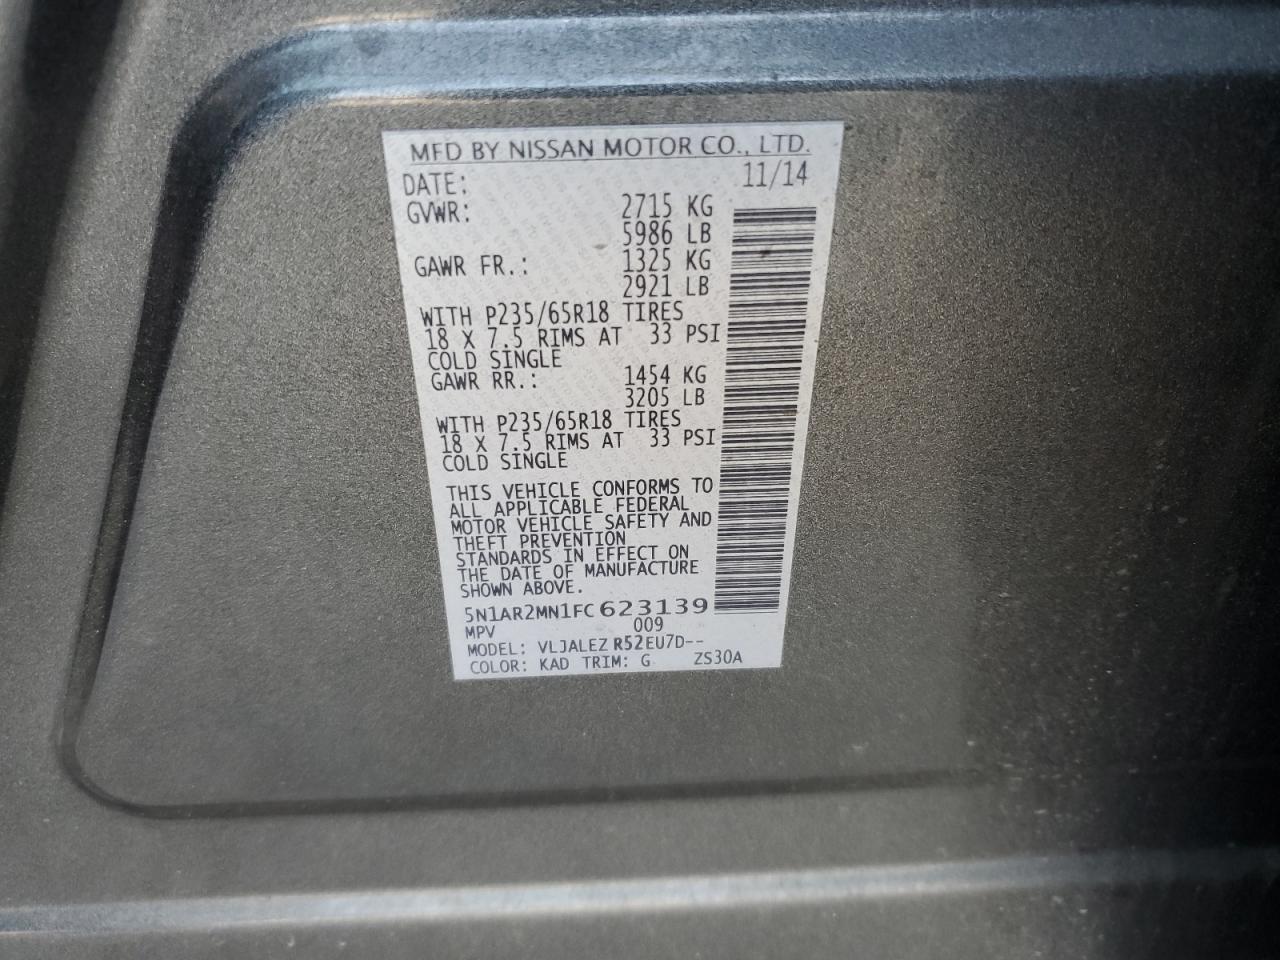 MFD BY NISSAN MOTOR CO., LTD.
DATE: 11/14
GVWR: 2715 KG
5986 LB
GAWR FR.: 1325 KG
2921 LB
WITH P235/65R18 TIRES
18 X 7.5 RIMS AT 33 PSI
COLD SINGLE
GAWR RR.: 1454 KG
3205 LB
WITH P235/65R18 TIRES
18 X 7.5 RIMS AT 33 PSI
COLD SINGLE
THIS VEHICLE CONFORMS TO
ALL APPLICABLE FEDERAL
MOTOR VEHICLE SAFETY AND
THEFT PREVENTION
STANDARDS IN EFFECT ON
THE DATE OF MANUFACTURE
SHOWN ABOVE.
5N1AR2MN1FC623139
MPV 009
MODEL: VLJALEZ R52EU7D--
COLOR: KAD TRIM: G ZS30A